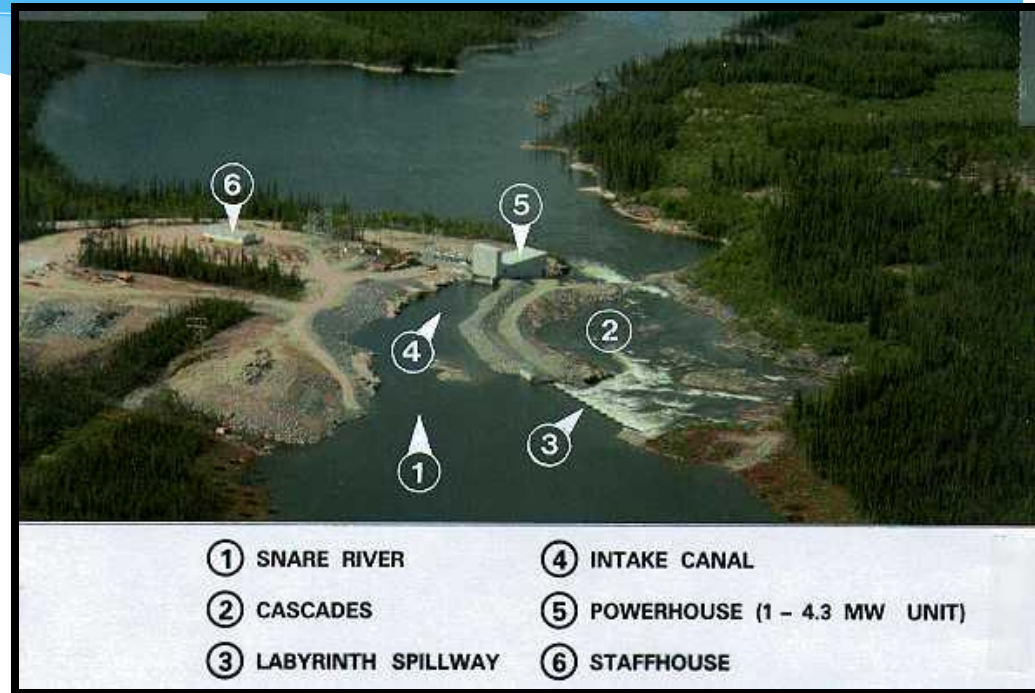 6
5
2
4
3
1
1 SNARE RIVER
2 CASCADES
3 LABYRINTH SPILLWAY
4 INTAKE CANAL
5 POWERHOUSE (1 – 4.3 MW UNIT)
6 STAFFHOUSE